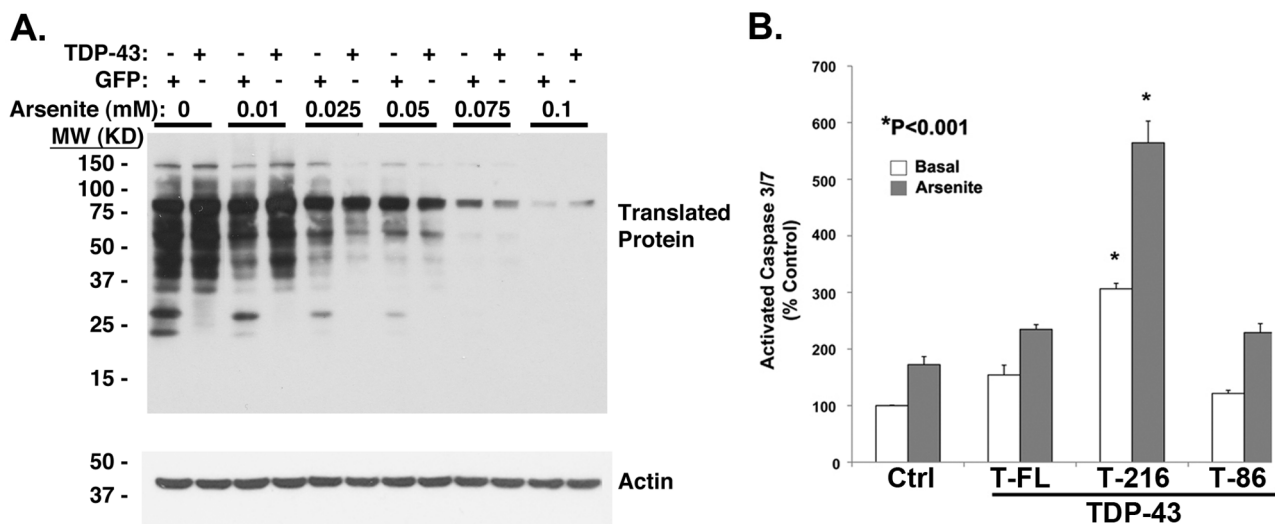 A.
TDP-43: - + - + - + - + - + - +
GFP: + - + - + - + - + - + -
Arsenite (mM): 0 0.01 0.025 0.05 0.075 0.1
MW (KD)
150 -
100 -
75 -
50 -
37 -
25 -
15 -
Translated
Protein
50 -
37 -
Actin
B.
Activated Caspase 3/7
(% Control)
700
600
500
400
300
200
100
0
*P<0.001
Basal
Arsenite
*
*
Ctrl T-FL T-216 T-86
TDP-43